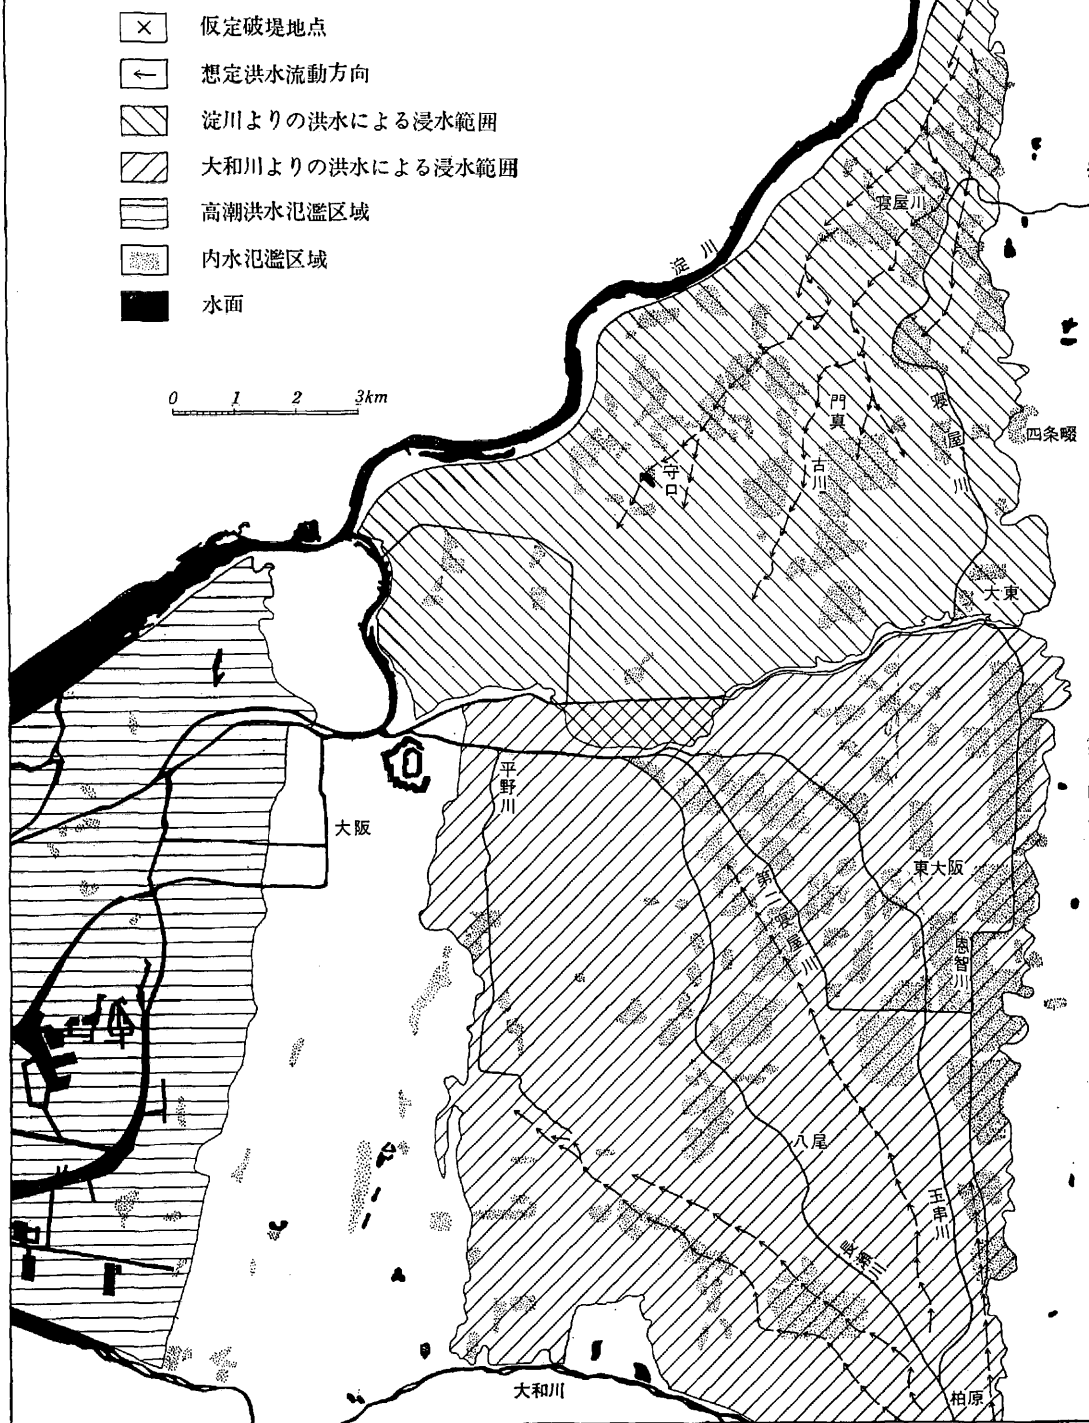 仮定破堤地点
想定洪水流動方向
淀川よりの洪水による浸水範囲
大和川よりの洪水による浸水範囲
高潮洪水氾濫区域
内水氾濫区域
水面
0 1 2 3km
淀川
寝屋川
門真
寝屋川
四条畷
守口
古川
大東
平野川
大阪
東大阪
第二寝屋川
恩智川
八尾
玉串川
大和川
柏原